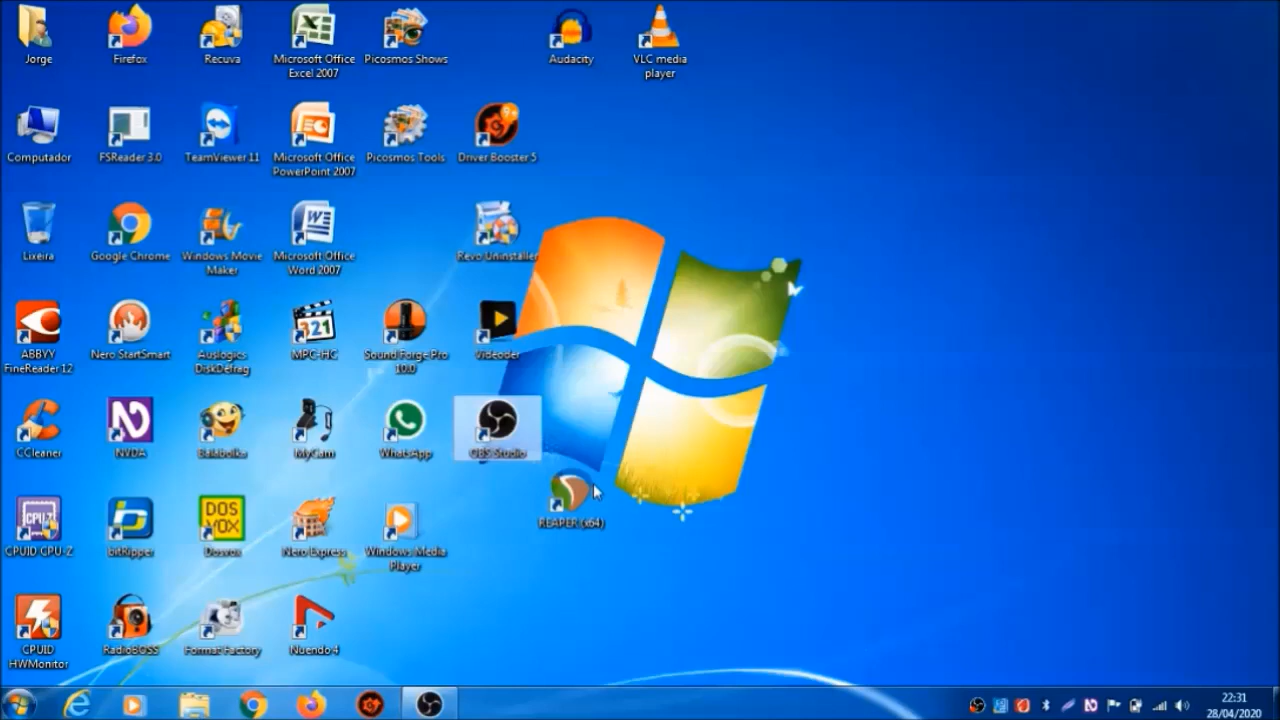 Jorge
Firefox
Recuva
Microsoft Office
Excel 2007
Picosmos Shows
Audacity
VLC media
player
Computador
FSReader 3.0
TeamViewer 11
Microsoft Office
PowerPoint 2007
Picosmos Tools
Driver Booster 5
Lixeira
Google Chrome
Windows Movie
Maker
Microsoft Office
Word 2007
Revo Uninstaller
ABBYY
FineReader 12
Nero StartSmart
Auslogics
DiskDefrag
321
MPC-HC
Sound Forge Pro
10.0
Videoder
CCleaner
NVDA
Balabolka
MyCam
WhatsApp
OBS Studio
REAPER (x64)
CPUID CPU-Z
bitRipper
DOS
VOX
Dosvox
Nero Express
Windows Media
Player
CPUID
HWMonitor
RadioBOSS
Format Factory
Nuendo 4
22:31
28/04/2020